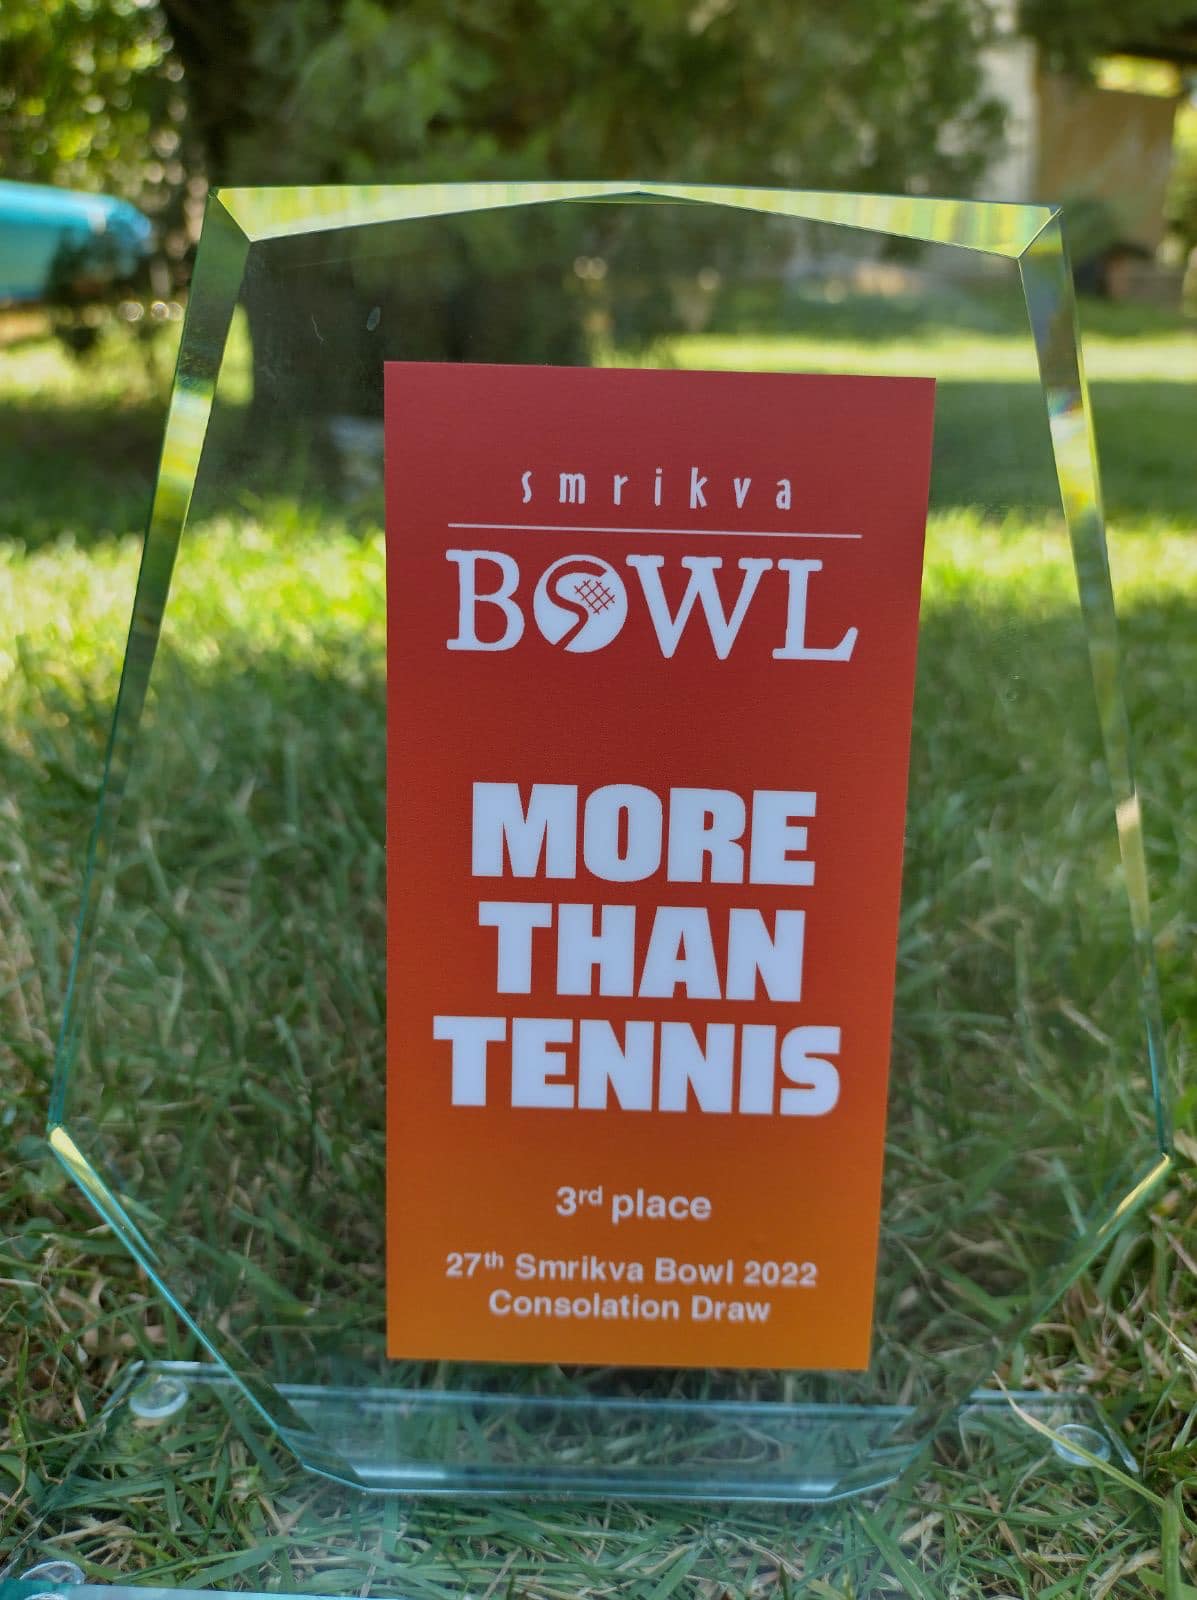 smrikva
BOWL
MORE
THAN
TENNIS
3rd place
27th Smrikva Bowl 2022
Consolation Draw